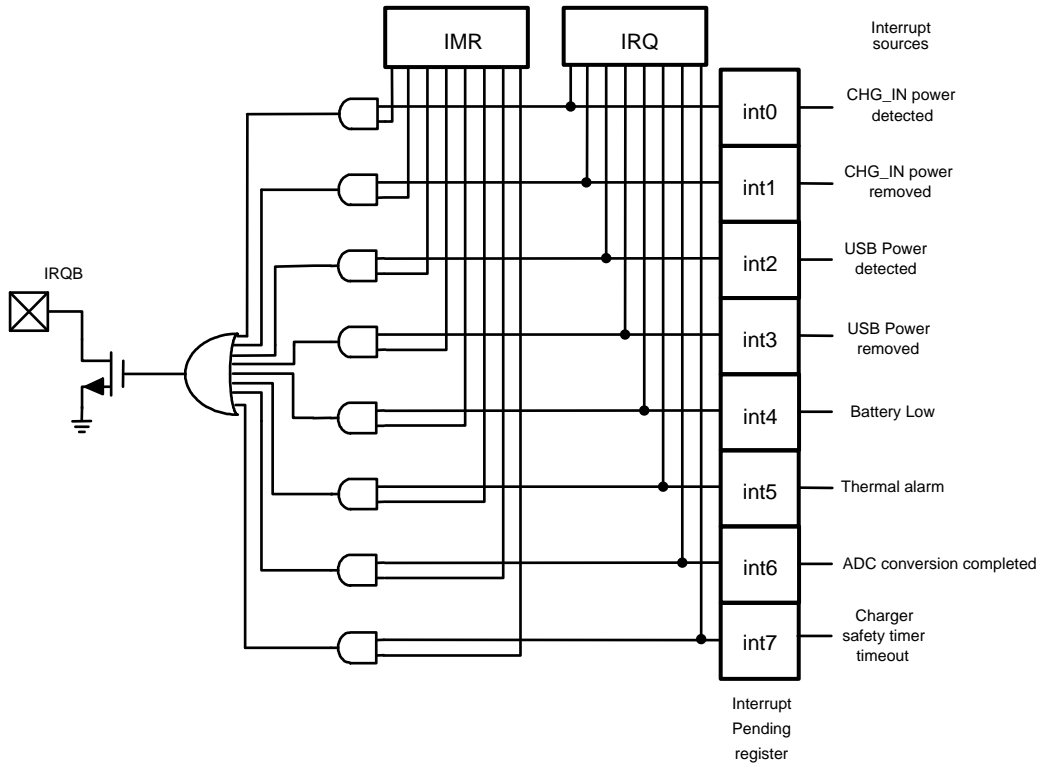 IMR
IRQ
Interrupt
sources
int0
CHG_IN power
detected
int1
CHG_IN power
removed
int2
USB Power
detected
IRQB
int3
USB Power
removed
int4
Battery Low
int5
Thermal alarm
int6
ADC conversion completed
int7
Charger
safety timer
timeout
Interrupt
Pending
register